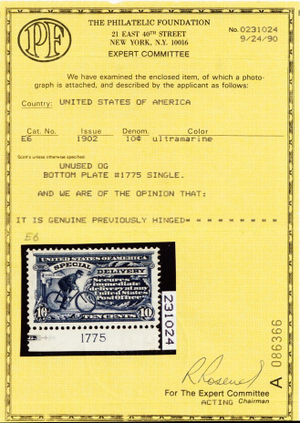 PF
THE PHILATELIC FOUNDATION
21 EAST 40TH STREET
NEW YORK, N.Y. 10016
EXPERT COMMITTEE
No. 0231024
9/24/90
We have examined the enclosed item, of which a photo-
graph is attached, and described by the applicant as follows:
Country: UNITED STATES OF AMERICA
Cat. No. Issue Denom. Color
E6 1902 10¢ ultramarine
Scott's unless otherwise specified
UNUSED OG
BOTTOM PLATE #1775 SINGLE.
AND WE ARE OF THE OPINION THAT:
IT IS GENUINE PREVIOUSLY HINGED
E6
UNITED STATES OF AMERICA
SPECIAL DELIVERY
Secures
immediate
delivery at any
United States
Post Office
10 TEN CENTS 10
1775
231024
A 086366
For The Expert Committee
ACTING Chairman